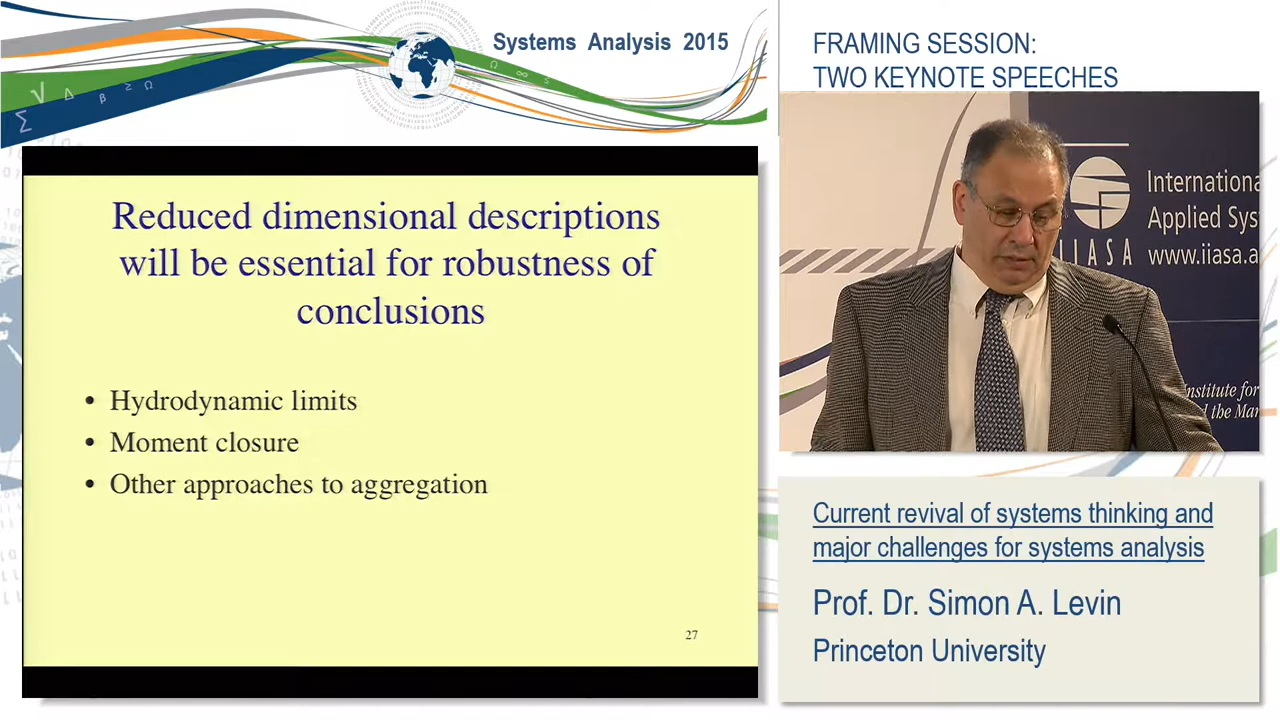 Systems Analysis 2015
FRAMING SESSION:
TWO KEYNOTE SPEECHES
Reduced dimensional descriptions
will be essential for robustness of
conclusions
• Hydrodynamic limits
• Moment closure
• Other approaches to aggregation
27
Internationa
Applied Sys
www.iiasa.a
IIASA
nstitute for
d the Mar
Current revival of systems thinking and
major challenges for systems analysis
Prof. Dr. Simon A. Levin
Princeton University